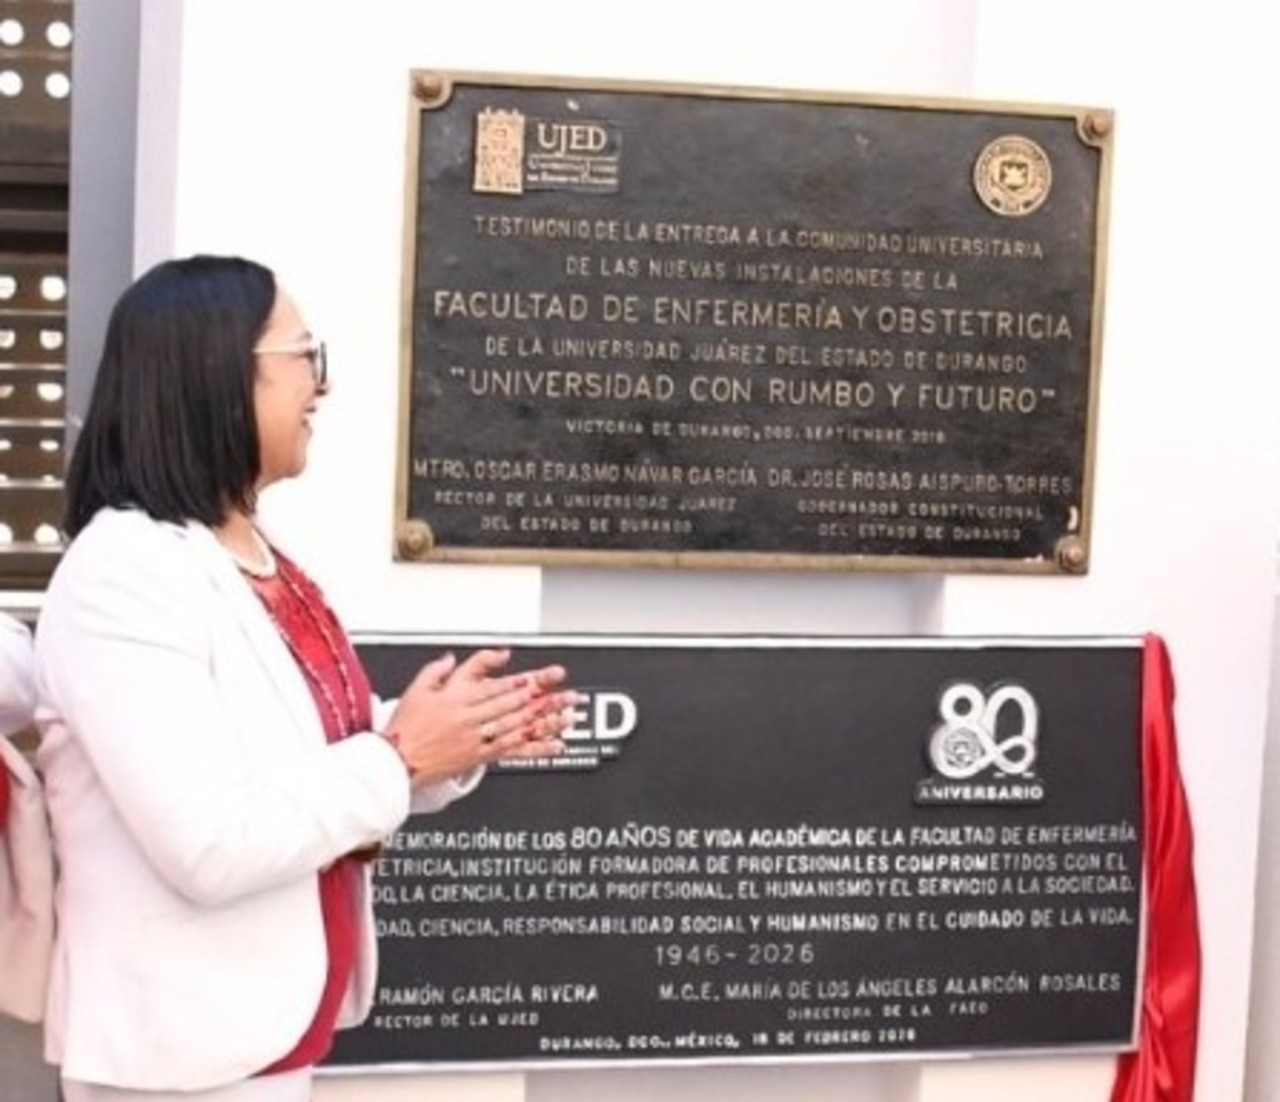 UJED
UNIVERSIDAD JUÁREZ
DEL ESTADO DE DURANGO
TESTIMONIO DE LA ENTREGA A LA COMUNIDAD UNIVERSITARIA
DE LAS NUEVAS INSTALACIONES DE LA
FACULTAD DE ENFERMERÍA Y OBSTETRICIA
DE LA UNIVERSIDAD JUÁREZ DEL ESTADO DE DURANGO
"UNIVERSIDAD CON RUMBO Y FUTURO"
VICTORIA DE DURANGO, DGO. SEPTIEMBRE 2018
MTRO. OSCAR ERASMO NÁVAR GARCÍA DR. JOSÉ ROSAS AISPURO TORRES
RECTOR DE LA UNIVERSIDAD JUÁREZ GOBERNADOR CONSTITUCIONAL
DEL ESTADO DE DURANGO DEL ESTADO DE DURANGO
ED
80
ANIVERSARIO
MEMORACIÓN DE LOS 80 AÑOS DE VIDA ACADÉMICA DE LA FACULTAD DE ENFERMERÍA
ETRICIA, INSTITUCIÓN FORMADORA DE PROFESIONALES COMPROMETIDOS CON EL
DO, LA CIENCIA, LA ÉTICA PROFESIONAL, EL HUMANISMO Y EL SERVICIO A LA SOCIEDAD.
DAD, CIENCIA, RESPONSABILIDAD SOCIAL Y HUMANISMO EN EL CUIDADO DE LA VIDA.
1946-2026
. RAMÓN GARCÍA RIVERA M.C.E. MARÍA DE LOS ÁNGELES ALARCÓN ROSALES
RECTOR DE LA UJED DIRECTORA DE LA FAEO
DURANGO, DGO., MÉXICO, 18 DE FEBRERO 2026